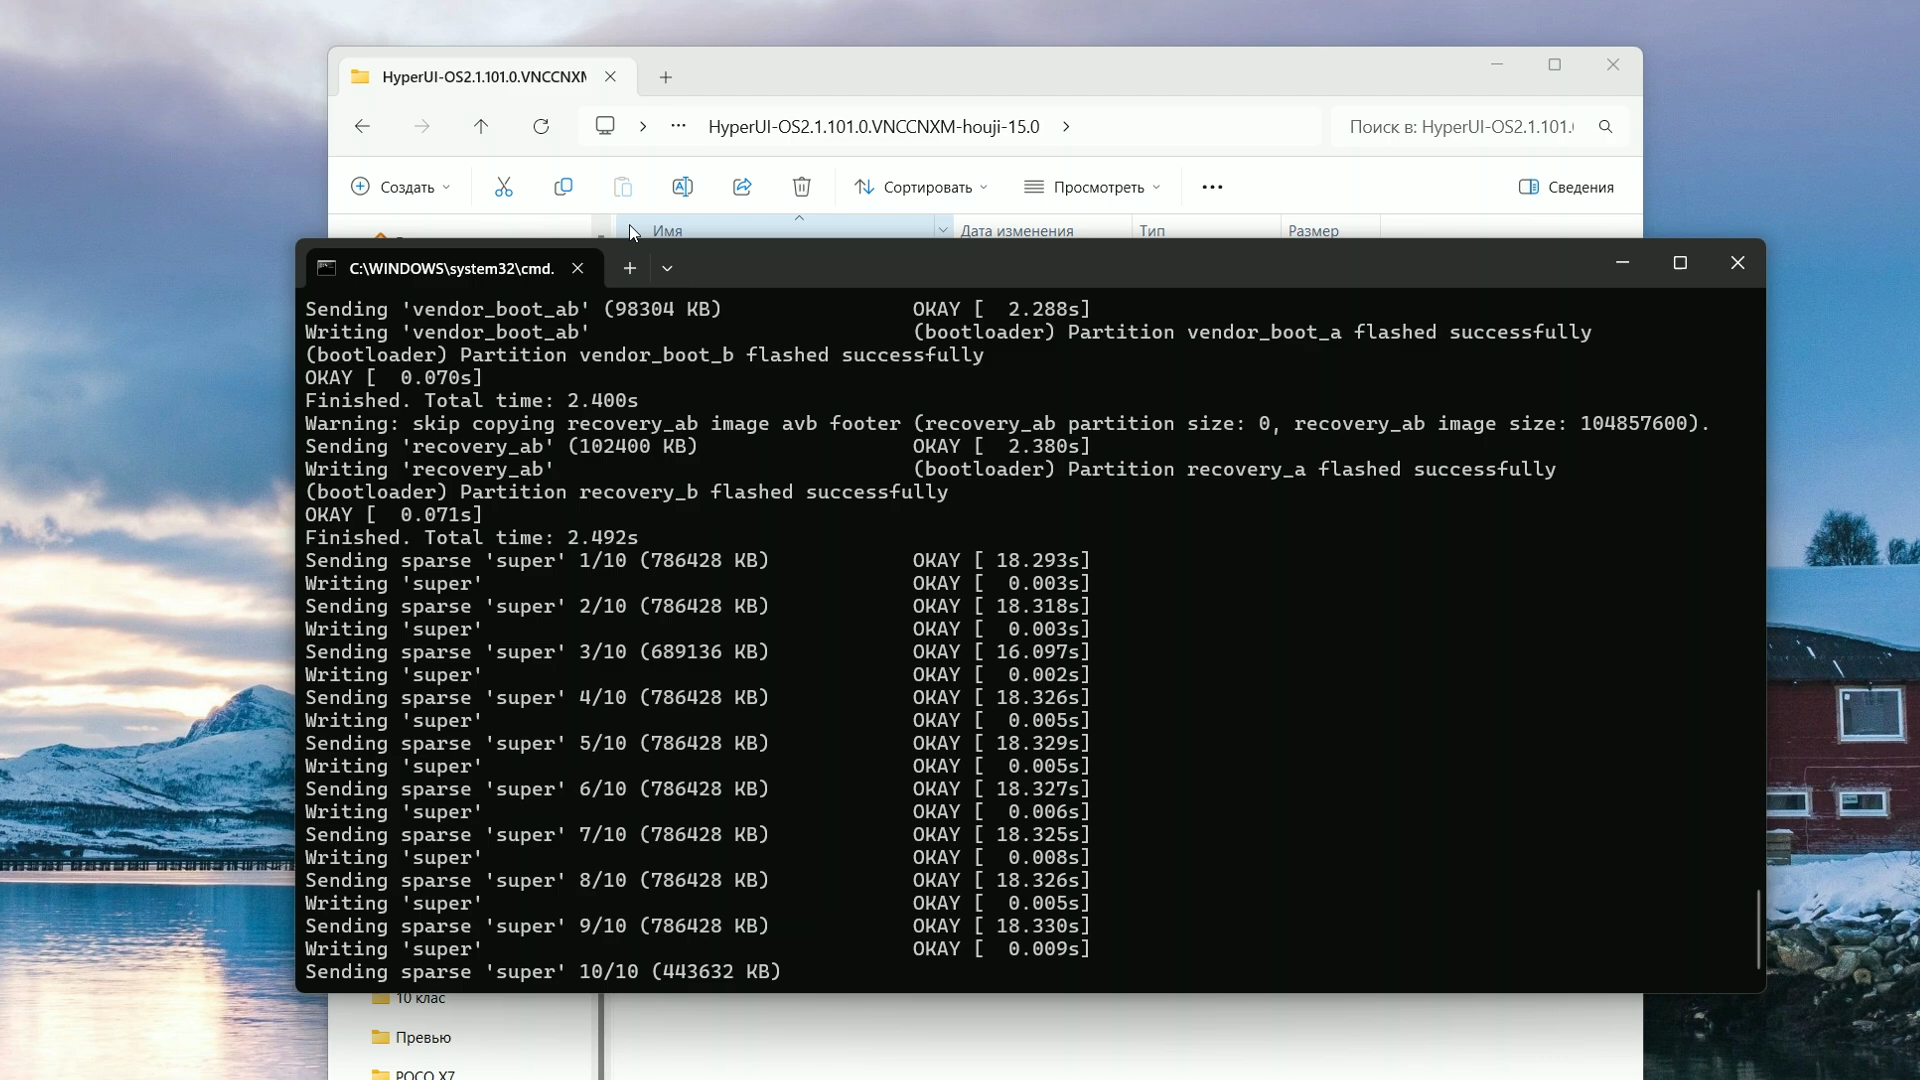 HyperUI-OS2.1.101.0.VNCCNXM
HyperUI-OS2.1.101.0.VNCCNXM-houji-15.0
Поиск в: HyperUI-OS2.1.101.
Создать
Сортировать
Просмотреть
Сведения
Имя
Дата изменения
Тип
Размер
C:\WINDOWS\system32\cmd.
Sending 'vendor_boot_ab' (98304 KB) OKAY [ 2.288s]
Writing 'vendor_boot_ab' (bootloader) Partition vendor_boot_a flashed successfully
(bootloader) Partition vendor_boot_b flashed successfully
OKAY [ 0.070s]
Finished. Total time: 2.400s
Warning: skip copying recovery_ab image avb footer (recovery_ab partition size: 0, recovery_ab image size: 104857600).
Sending 'recovery_ab' (102400 KB) OKAY [ 2.380s]
Writing 'recovery_ab' (bootloader) Partition recovery_a flashed successfully
(bootloader) Partition recovery_b flashed successfully
OKAY [ 0.071s]
Finished. Total time: 2.492s
Sending sparse 'super' 1/10 (786428 KB) OKAY [ 18.293s]
Writing 'super' OKAY [ 0.003s]
Sending sparse 'super' 2/10 (786428 KB) OKAY [ 18.318s]
Writing 'super' OKAY [ 0.003s]
Sending sparse 'super' 3/10 (689136 KB) OKAY [ 16.097s]
Writing 'super' OKAY [ 0.002s]
Sending sparse 'super' 4/10 (786428 KB) OKAY [ 18.326s]
Writing 'super' OKAY [ 0.005s]
Sending sparse 'super' 5/10 (786428 KB) OKAY [ 18.329s]
Writing 'super' OKAY [ 0.005s]
Sending sparse 'super' 6/10 (786428 KB) OKAY [ 18.327s]
Writing 'super' OKAY [ 0.006s]
Sending sparse 'super' 7/10 (786428 KB) OKAY [ 18.325s]
Writing 'super' OKAY [ 0.008s]
Sending sparse 'super' 8/10 (786428 KB) OKAY [ 18.326s]
Writing 'super' OKAY [ 0.005s]
Sending sparse 'super' 9/10 (786428 KB) OKAY [ 18.330s]
Writing 'super' OKAY [ 0.009s]
Sending sparse 'super' 10/10 (443632 KB)
10 клас
Превью
POCO X7